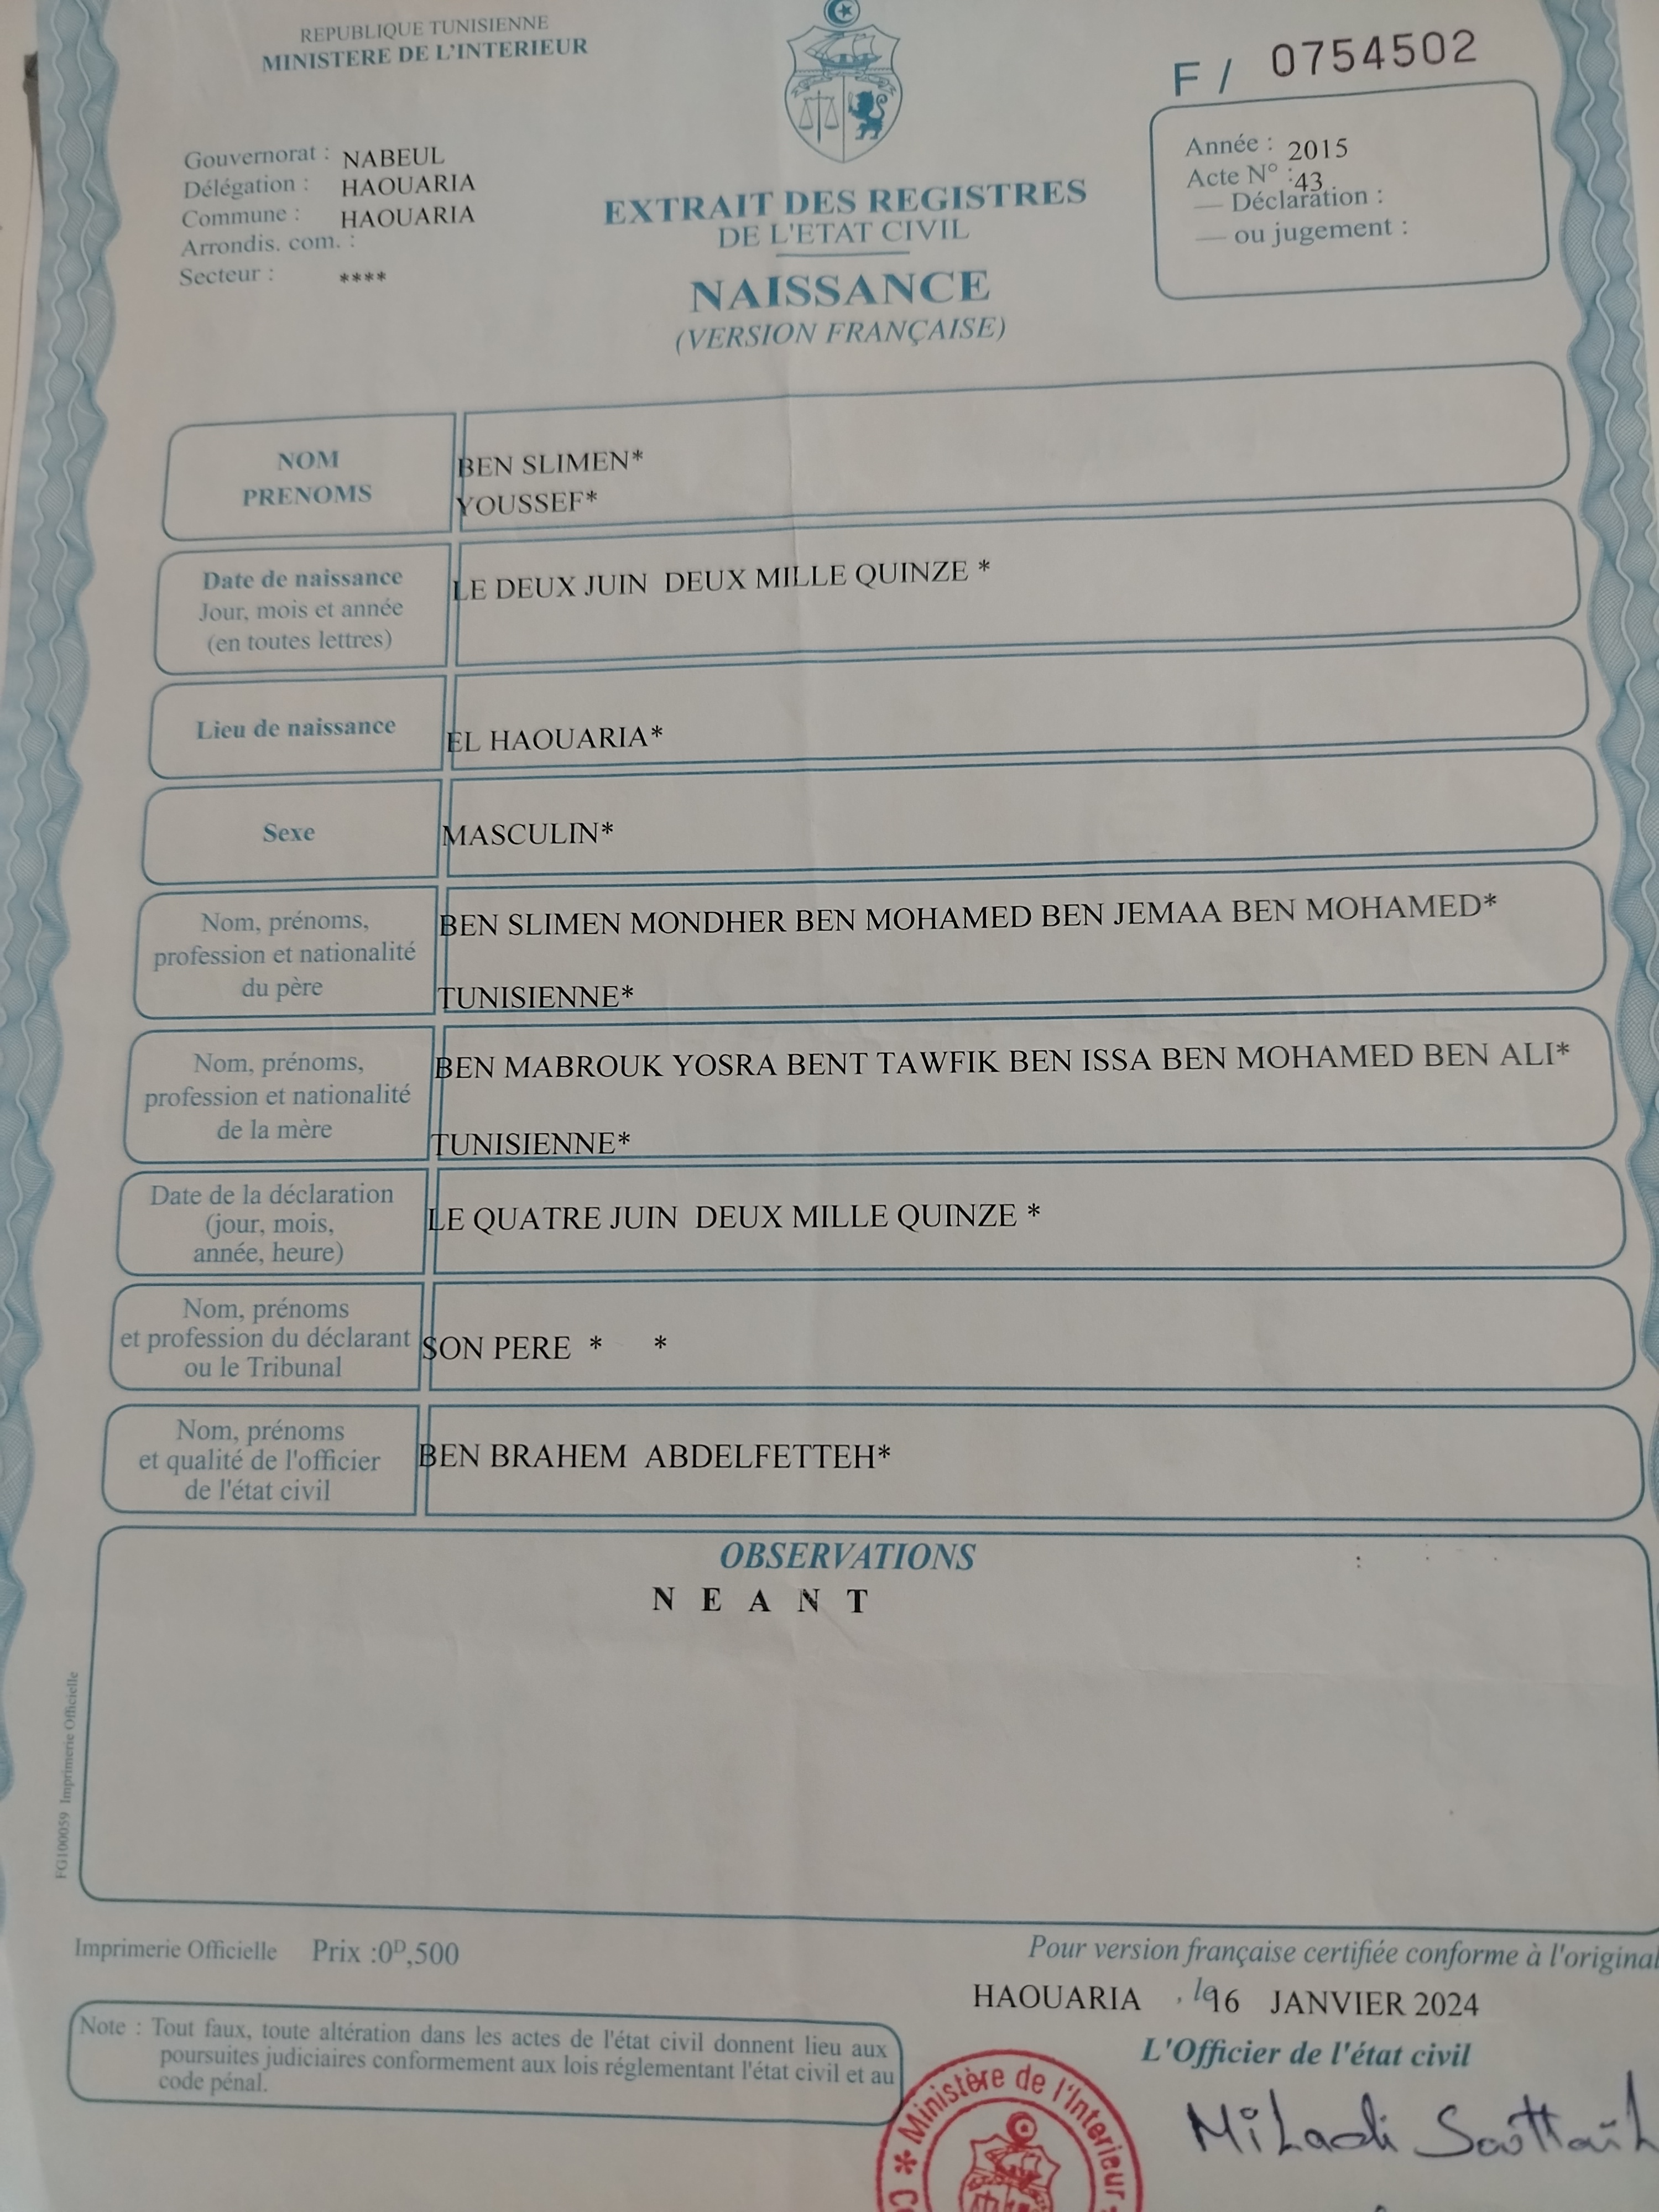 REPUBLIQUE TUNISIENNE
MINISTERE DE L'INTERIEUR
F / 0754502
Gouvernorat : NABEUL
Délégation : HAOUARIA
Commune : HAOUARIA
Arrondis. com. :
Secteur : ****
EXTRAIT DES REGISTRES
DE L'ETAT CIVIL
NAISSANCE
(VERSION FRANÇAISE)
Année : 2015
Acte N° : 43
— Déclaration :
— ou jugement :
NOM
PRENOMS
BEN SLIMEN*
YOUSSEF*
Date de naissance
Jour, mois et année
(en toutes lettres)
LE DEUX JUIN DEUX MILLE QUINZE *
Lieu de naissance
EL HAOUARIA*
Sexe
MASCULIN*
Nom, prénoms,
profession et nationalité
du père
BEN SLIMEN MONDHER BEN MOHAMED BEN JEMAA BEN MOHAMED*
TUNISIENNE*
Nom, prénoms,
profession et nationalité
de la mère
BEN MABROUK YOSRA BENT TAWFIK BEN ISSA BEN MOHAMED BEN ALI*
TUNISIENNE*
Date de la déclaration
(jour, mois,
année, heure)
LE QUATRE JUIN DEUX MILLE QUINZE *
Nom, prénoms
et profession du déclarant
ou le Tribunal
SON PERE * *
Nom, prénoms
et qualité de l'officier
de l'état civil
BEN BRAHEM ABDELFETTEH*
OBSERVATIONS
N E A N T
FG100059 Imprimerie Officielle
Imprimerie Officielle Prix :0ᴰ,500
Pour version française certifiée conforme à l'original
HAOUARIA , le 16 JANVIER 2024
L'Officier de l'état civil
Note : Tout faux, toute altération dans les actes de l'état civil donnent lieu aux
poursuites judiciaires conformement aux lois réglementant l'état civil et au
code pénal.
* Ministère de l'Interieur
Miladi